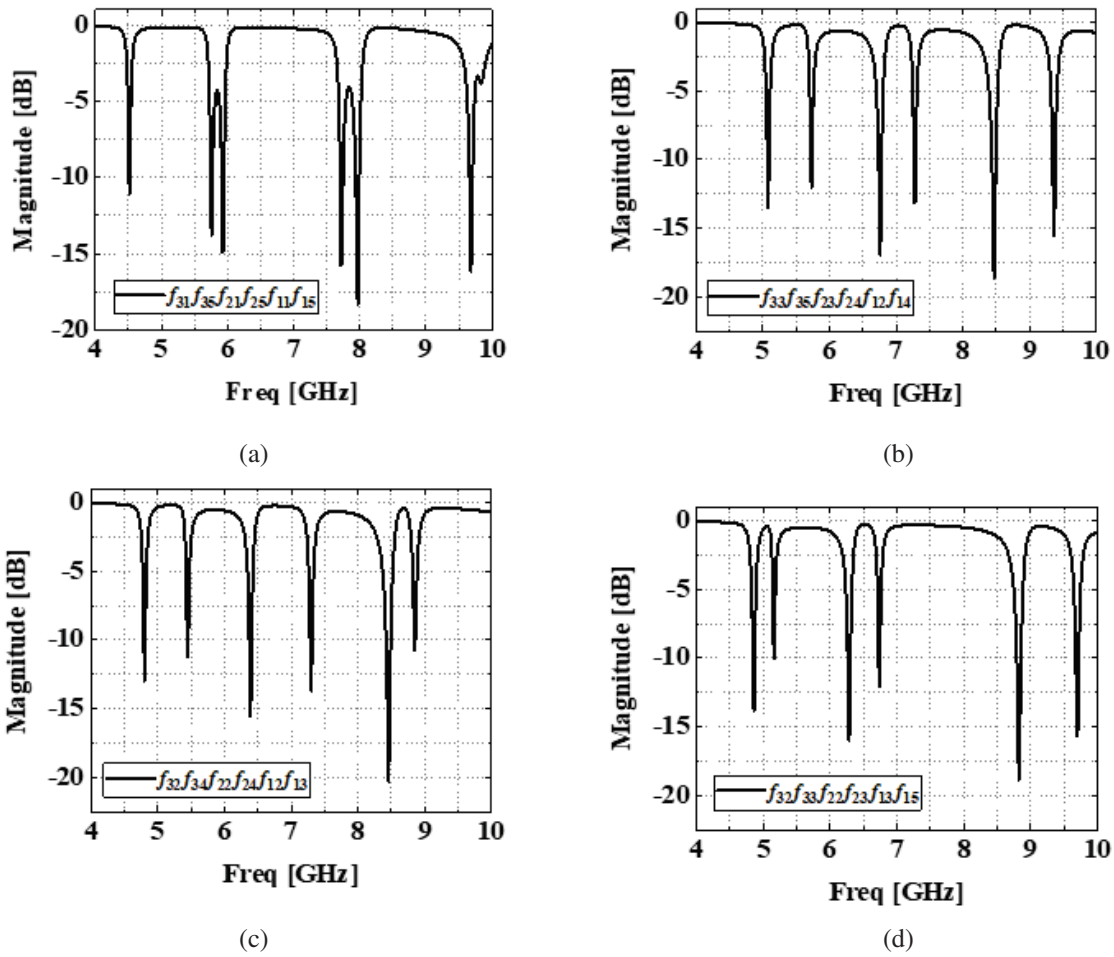 0
-5
-10
-15
-20
Magnitude [dB]
f31f35f21f25f11f15
4 5 6 7 8 9 10
Freq [GHz]
(a)
0
-5
-10
-15
-20
Magnitude [dB]
f33f35f23f24f12f14
4 5 6 7 8 9 10
Freq [GHz]
(b)
0
-5
-10
-15
-20
Magnitude [dB]
f32f34f22f24f12f13
4 5 6 7 8 9 10
Freq [GHz]
(c)
0
-5
-10
-15
-20
Magnitude [dB]
f32f33f22f23f13f15
4 5 6 7 8 9 10
Freq [GHz]
(d)